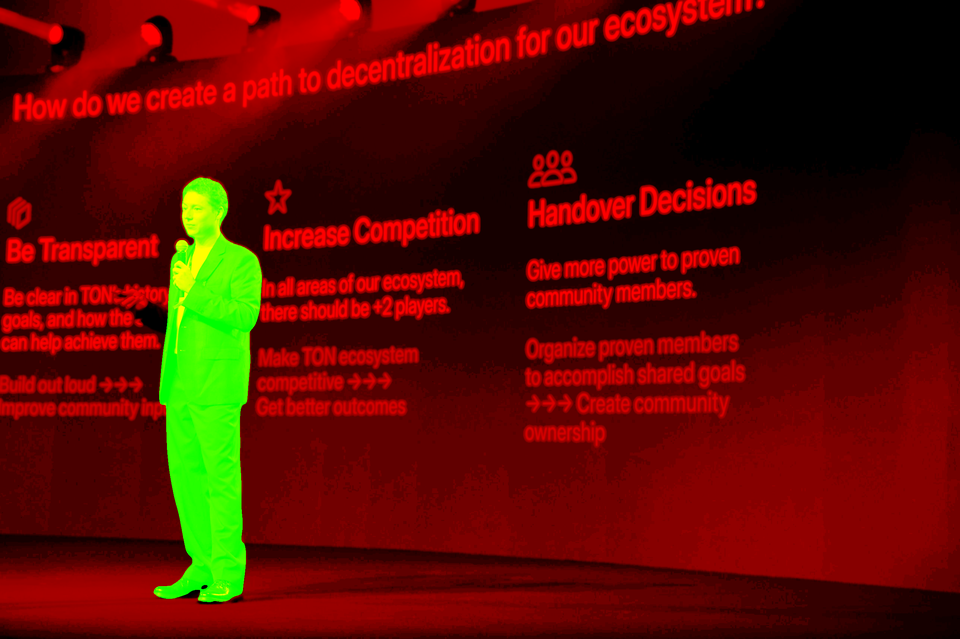 How do we create a path to decentralization for our ecosystem?
Be Transparent
Be clear in TON's history
goals, and how the
can help achieve them.
Build out loud →→→
Improve community
Increase Competition
In all areas of our ecosystem,
there should be +2 players.
Make TON ecosystem
competitive →→→
Get better outcomes
Handover Decisions
Give more power to proven
community members.
Organize proven members
to accomplish shared goals
→→→ Create community
ownership